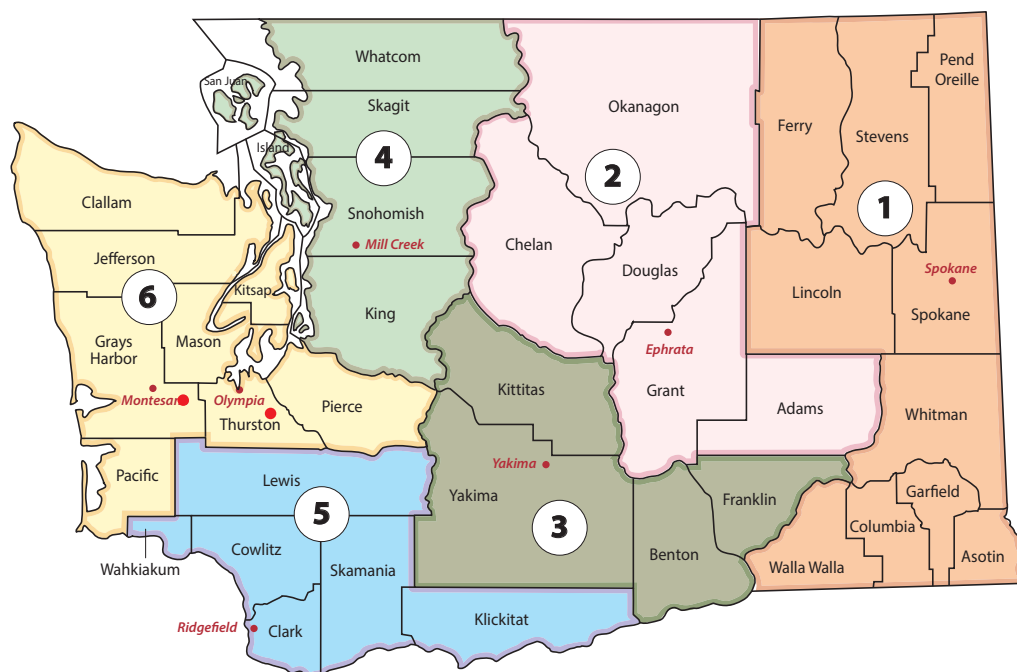 Whatcom
San Juan
Skagit
Island
4
Snohomish
Mill Creek
King
Okanagon
2
Chelan
Douglas
Ephrata
Grant
Adams
Pend
Oreille
Ferry
Stevens
1
Spokane
Lincoln
Spokane
Whitman
Garfield
Columbia
Walla Walla
Asotin
Clallam
Jefferson
6
Kitsap
Grays
Harbor
Mason
Montesan
Olympia
Thurston
Pierce
Pacific
Kittitas
Yakima
Yakima
3
Franklin
Benton
Lewis
5
Cowlitz
Wahkiakum
Skamania
Ridgefield
Clark
Klickitat